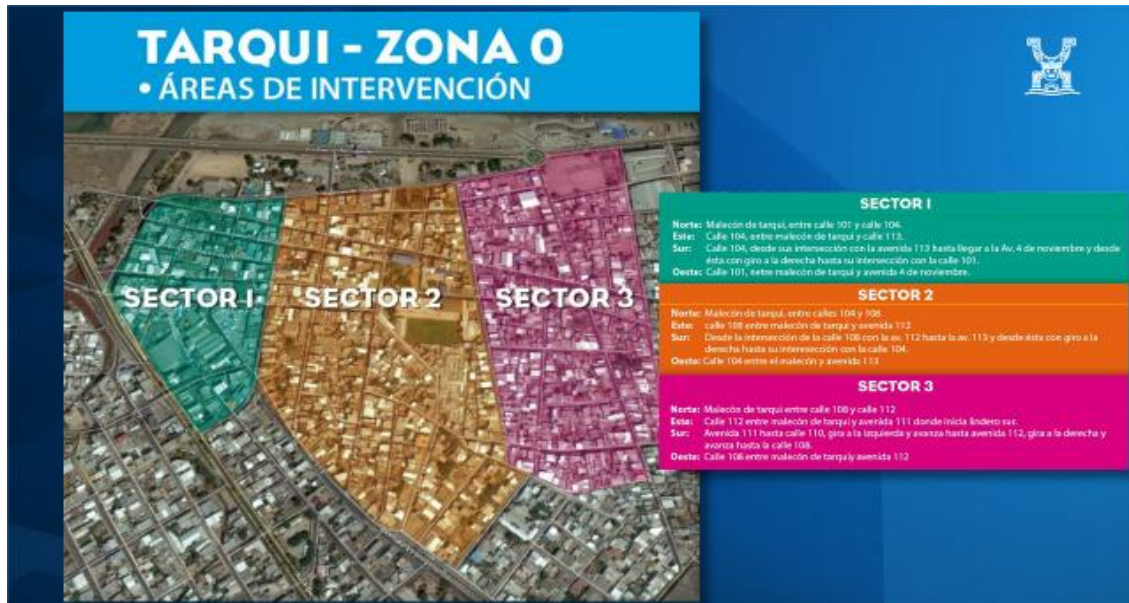 TARQUI - ZONA 0
• ÁREAS DE INTERVENCIÓN
SECTOR 1
SECTOR 2
SECTOR 3
SECTOR I
Norte: Malecón de tarqui, entre calle 101 y calle 104.
Este: Calle 104, entre malecón de tarqui y calle 113.
Sur: Calle 104, desde sus intersección con la avenida 113 hasta llegar a la Av. 4 de noviembre y desde
ésta con giro a la derecha hasta su intersección con la calle 101.
Oeste: Calle 101, netre malecón de tarqui y avenida 4 de noviembre.
SECTOR 2
Norte: Malecón de tarqui, entre calles 104 y 108
Este: calle 108 entre malecón de tarqui y avenida 112
Sur: Desde la intersección de la calle 108 con la av. 112 hasta la av. 113 y desde ésta con giro a la
derecha hasta su intersección con la calle 104.
Oeste: Calle 104 entre el malecón y avenida 113
SECTOR 3
Norte: Malecón de tarqui entre calle 108 y calle 112
Este: Calle 112 entre malecón de tarqui y avenida 111 donde inicia lindero sur.
Sur: Avenida 111 hasta calle 110, gira a la izquierda y avanza hasta avenida 112, gira a la derecha y
avanza hasta la calle 108.
Oeste: Calle 108 entre malecón de tarqui y avenida 112